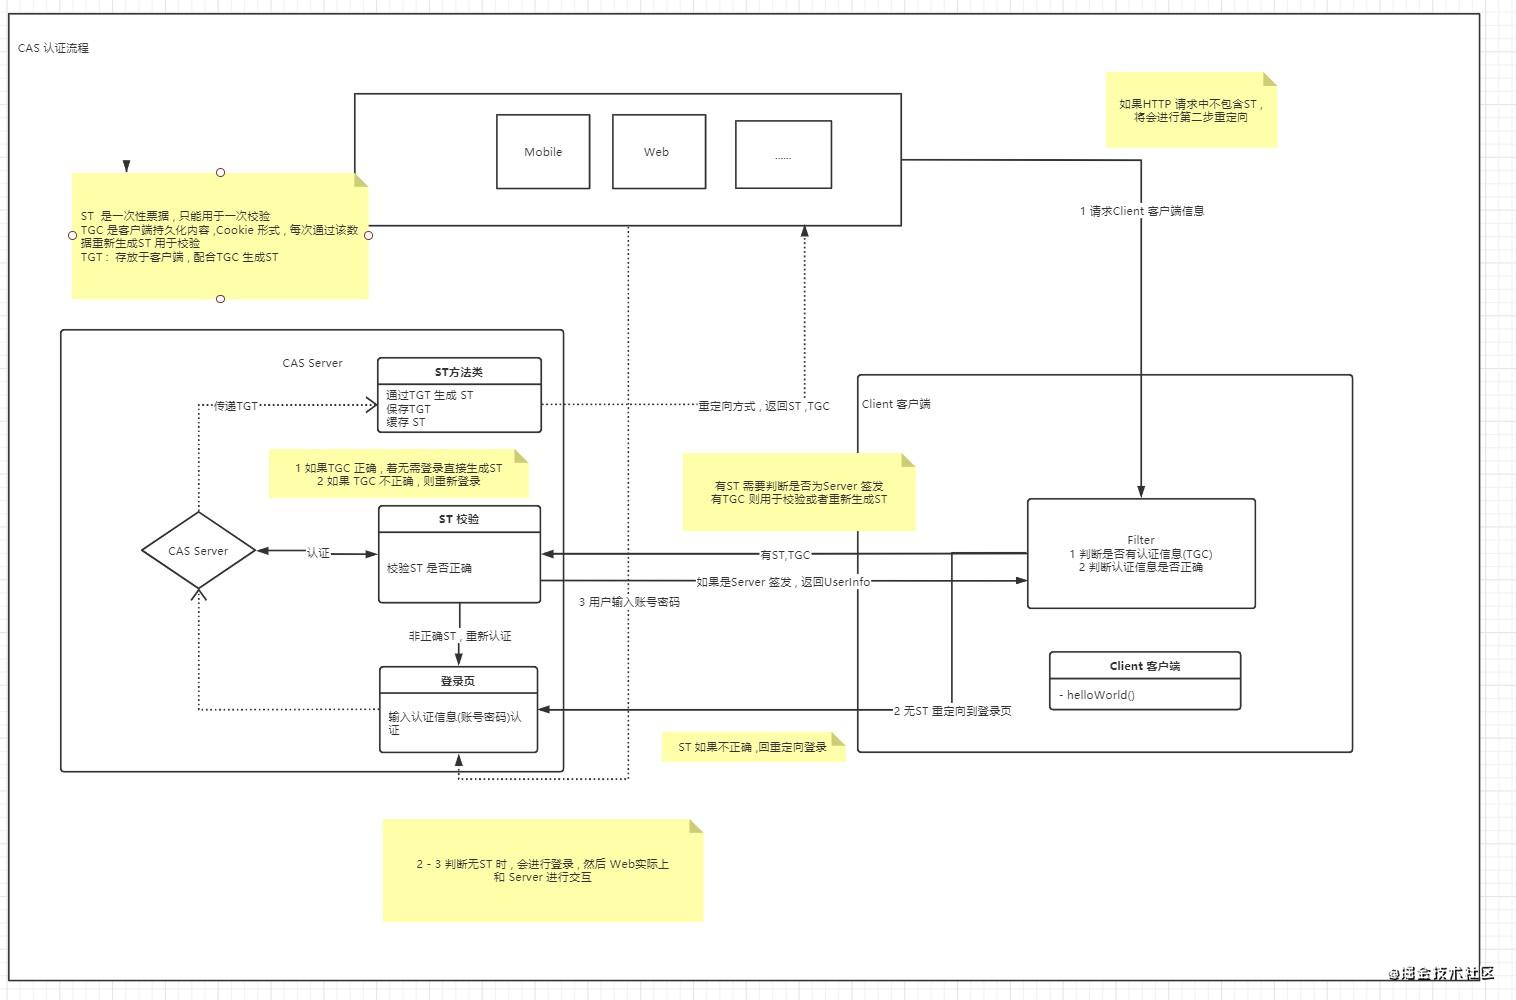 CAS 认证流程
如果HTTP 请求中不包含ST ,
将会进行第二步重定向
Mobile
Web
......
ST  是一次性票据 , 只能用于一次校验
TGC 是客户端持久化内容 ,Cookie 形式 , 每次通过该数
据重新生成ST 用于校验
TGT :  存放于客户端 , 配合TGC 生成ST
1 请求Client 客户端信息
CAS Server
ST方法类
通过TGT 生成 ST
保存TGT
缓存 ST
传递TGT
重定向方式 , 返回ST ,TGC
Client 客户端
1 如果TGC 正确 , 着无需登录直接生成ST
2 如果 TGC 不正确 , 则重新登录
有ST 需要判断是否为Server 签发
有TGC 则用于校验或者重新生成ST
ST 校验
校验ST 是否正确
CAS Server
认证
有ST,TGC
如果是Server 签发 , 返回UserInfo
Filter
1 判断是否有认证信息(TGC)
2 判断认证信息是否正确
3 用户输入账号密码
非正确ST , 重新认证
Client 客户端
- helloWorld()
登录页
输入认证信息(账号密码)认
证
2 无ST 重定向到登录页
ST 如果不正确 ,回重定向登录
2 - 3 判断无ST 时 , 会进行登录 , 然后 Web实际上
和 Server 进行交互
@掘金技术社区